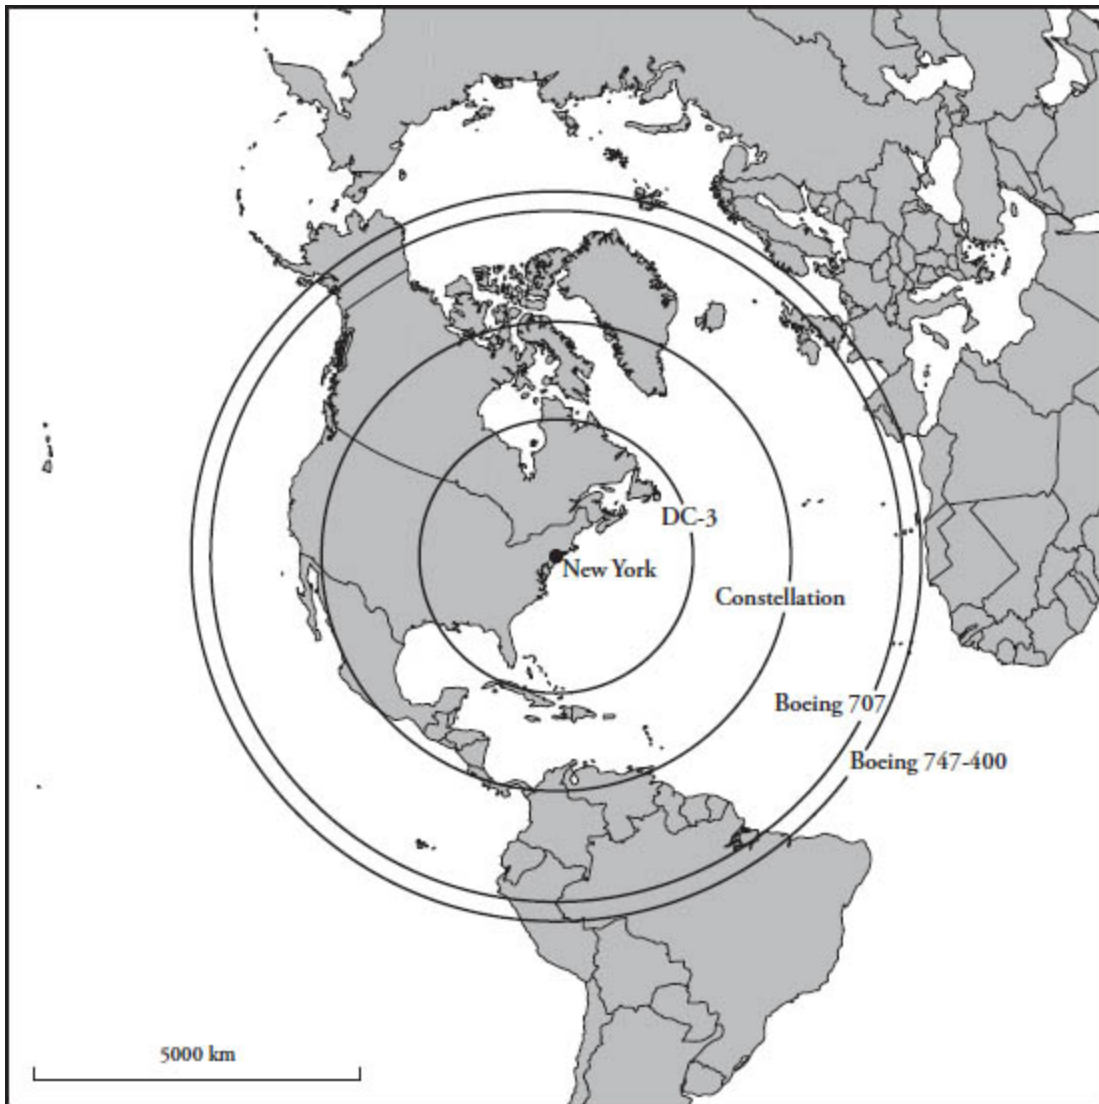 DC-3
New York
Constellation
Boeing 707
Boeing 747-400
5000 km